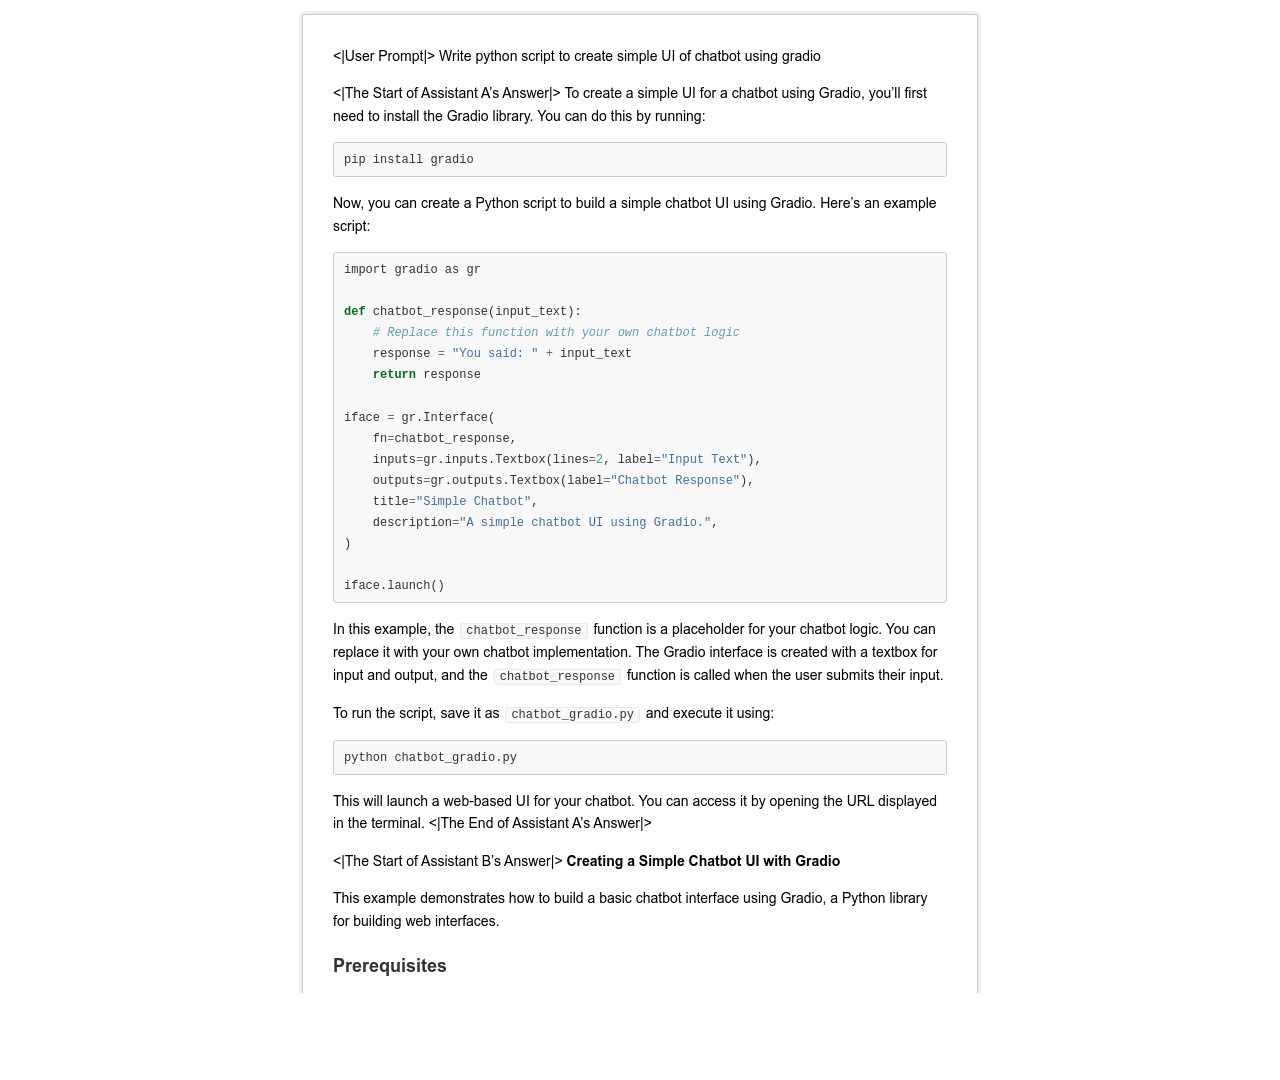 <|User Prompt|> Write python script to create simple UI of chatbot using gradio
<|The Start of Assistant A’s Answer|> To create a simple UI for a chatbot using Gradio, you’ll first
need to install the Gradio library. You can do this by running:
pip install gradio
Now, you can create a Python script to build a simple chatbot UI using Gradio. Here’s an example
script:
import gradio as gr

def chatbot_response(input_text):
    # Replace this function with your own chatbot logic
    response = "You said: " + input_text
    return response

iface = gr.Interface(
    fn=chatbot_response,
    inputs=gr.inputs.Textbox(lines=2, label="Input Text"),
    outputs=gr.outputs.Textbox(label="Chatbot Response"),
    title="Simple Chatbot",
    description="A simple chatbot UI using Gradio.",
)

iface.launch()
In this example, the chatbot_response function is a placeholder for your chatbot logic. You can
replace it with your own chatbot implementation. The Gradio interface is created with a textbox for
input and output, and the chatbot_response function is called when the user submits their input.
To run the script, save it as chatbot_gradio.py and execute it using:
python chatbot_gradio.py
This will launch a web-based UI for your chatbot. You can access it by opening the URL displayed
in the terminal. <|The End of Assistant A’s Answer|>
<|The Start of Assistant B’s Answer|> Creating a Simple Chatbot UI with Gradio
This example demonstrates how to build a basic chatbot interface using Gradio, a Python library
for building web interfaces.
Prerequisites